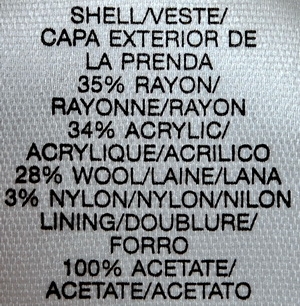 SHELL/VESTE/
CAPA EXTERIOR DE
LA PRENDA
35% RAYON/
RAYONNE/RAYON
34% ACRYLIC/
ACRYLIQUE/ACRILICO
28% WOOL/LAINE/LANA
3% NYLON/NYLON/NILON
LINING/DOUBLURE/
FORRO
100% ACETATE/
ACETATE/ACETATO